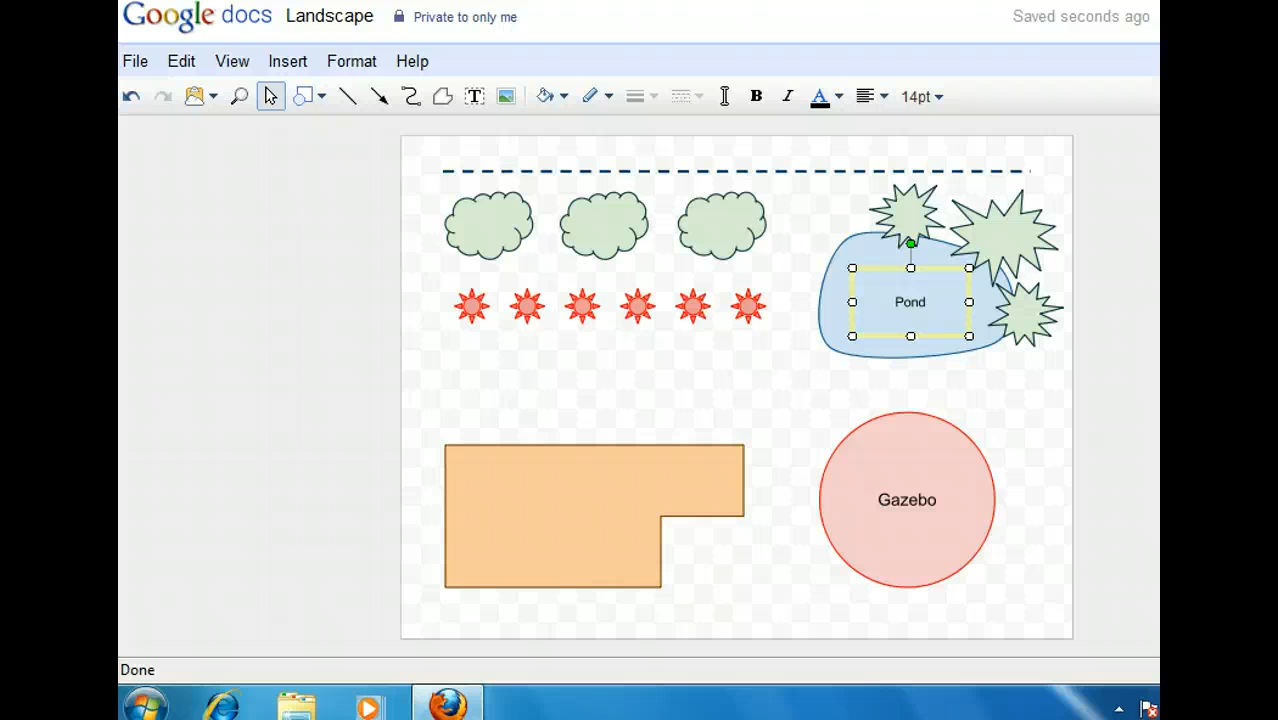 Google docs Landscape Private to only me Saved seconds ago
File Edit View Insert Format Help
T B I A 14pt
Pond
Gazebo
Done